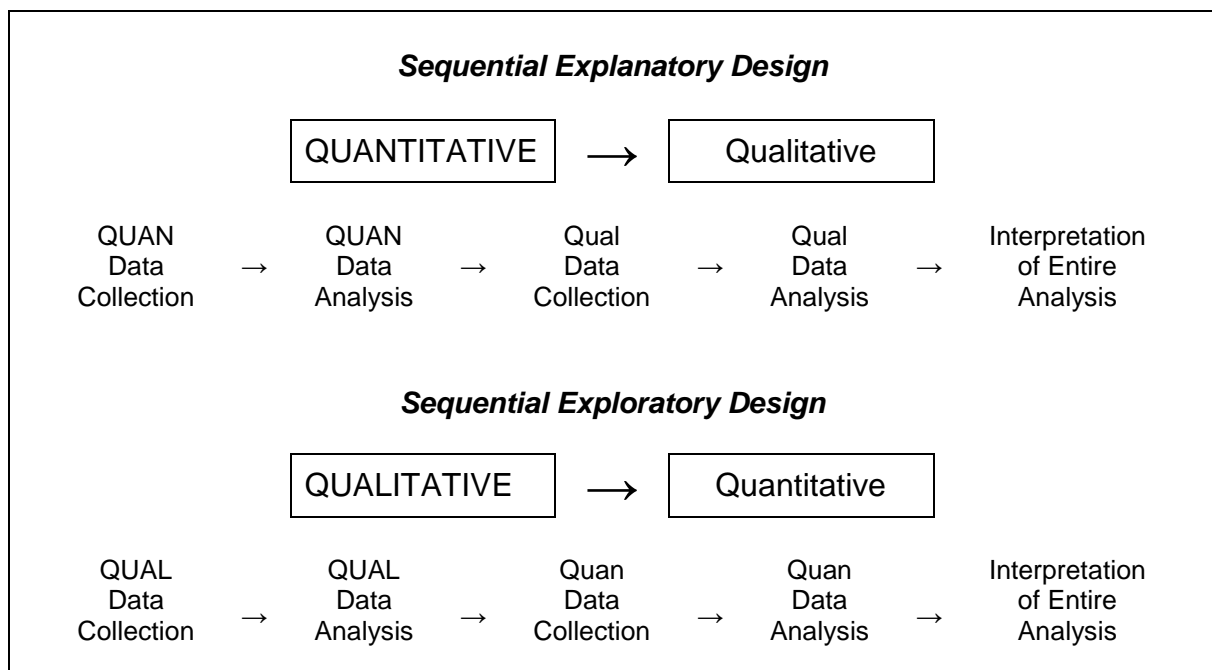 Sequential Explanatory Design
QUANTITATIVE → Qualitative
QUAN QUAN Qual Qual Interpretation
Data → Data → Data → Data → of Entire
Collection Analysis Collection Analysis Analysis
Sequential Exploratory Design
QUALITATIVE → Quantitative
QUAL QUAL Quan Quan Interpretation
Data → Data → Data → Data → of Entire
Collection Analysis Collection Analysis Analysis